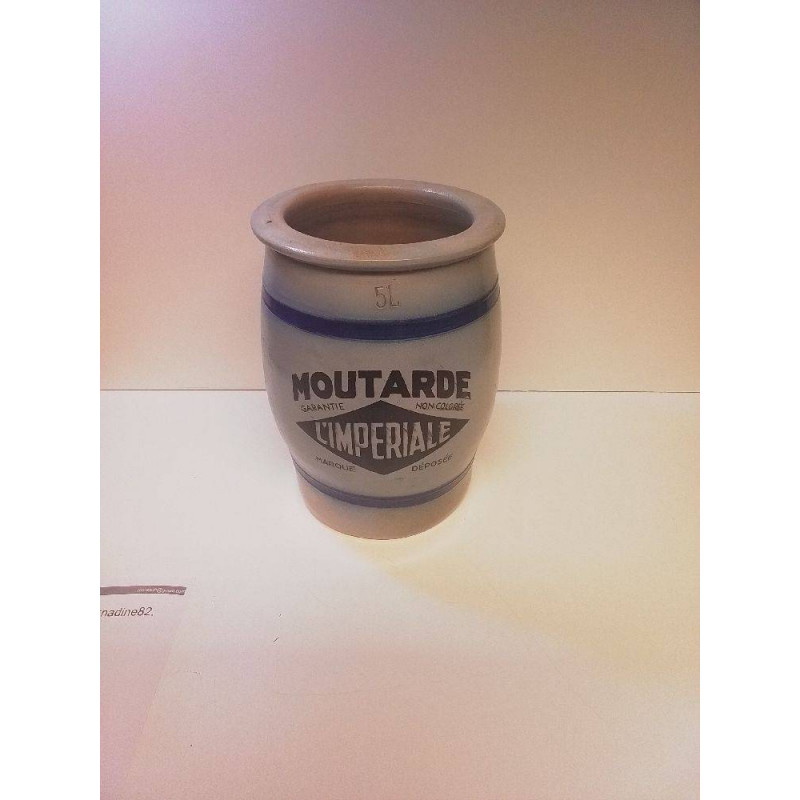 5L
MOUTARDE
GARANTIE NON COLORÉE
L'IMPERIALE
MARQUE DÉPOSÉE
nadine82.